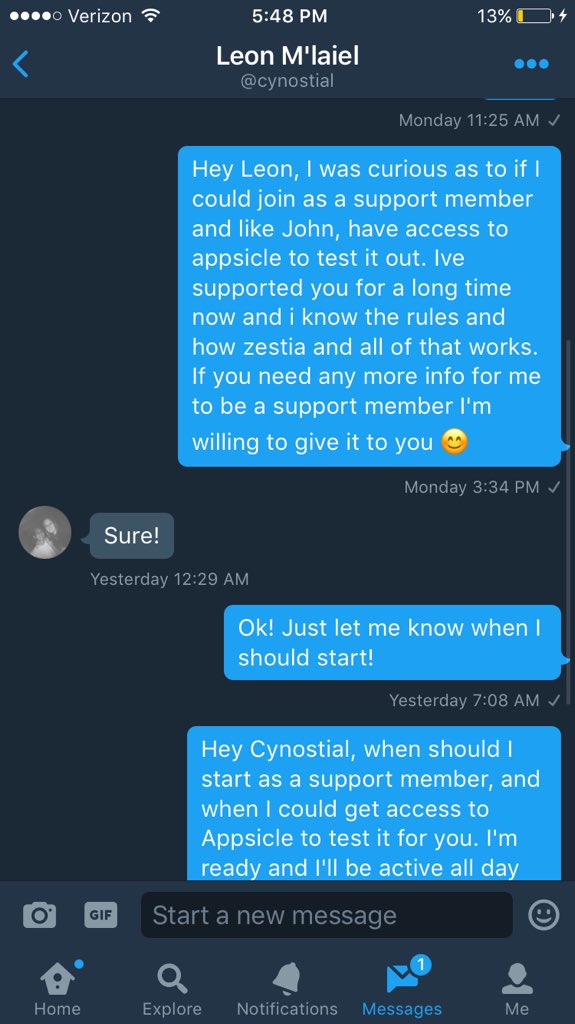 Verizon 5:48 PM 13%
Leon M'laiel
@cynostial
Monday 11:25 AM ✓
Hey Leon, I was curious as to if I
could join as a support member
and like John, have access to
appsicle to test it out. Ive
supported you for a long time
now and i know the rules and
how zestia and all of that works.
If you need any more info for me
to be a support member I'm
willing to give it to you 😊
Monday 3:34 PM ✓
Sure!
Yesterday 12:29 AM
Ok! Just let me know when I
should start!
Yesterday 7:08 AM ✓
Hey Cynostial, when should I
start as a support member, and
when I could get access to
Appsicle to test it for you. I'm
ready and I'll be active all day
GIF Start a new message
1
Home Explore Notifications Messages Me